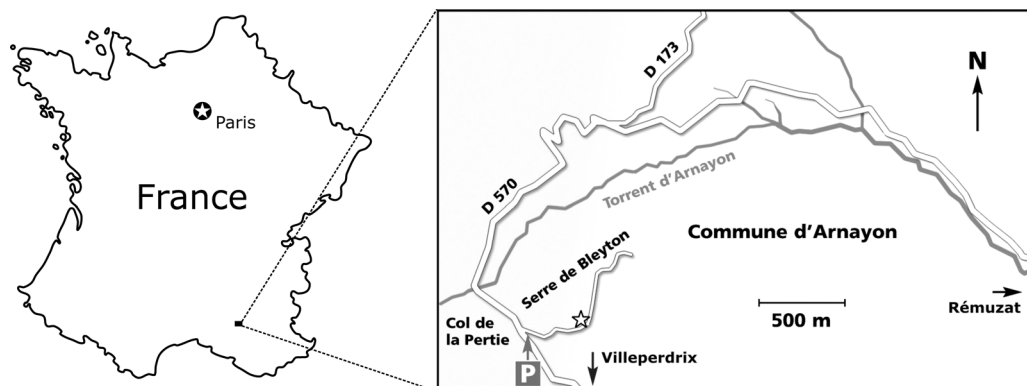 Paris
France
D 173
N
D 570
Torrent d'Arnayon
Commune d'Arnayon
Serre de Bleyton
Rémuzat
500 m
Col de
la Pertie
Villeperdrix
P